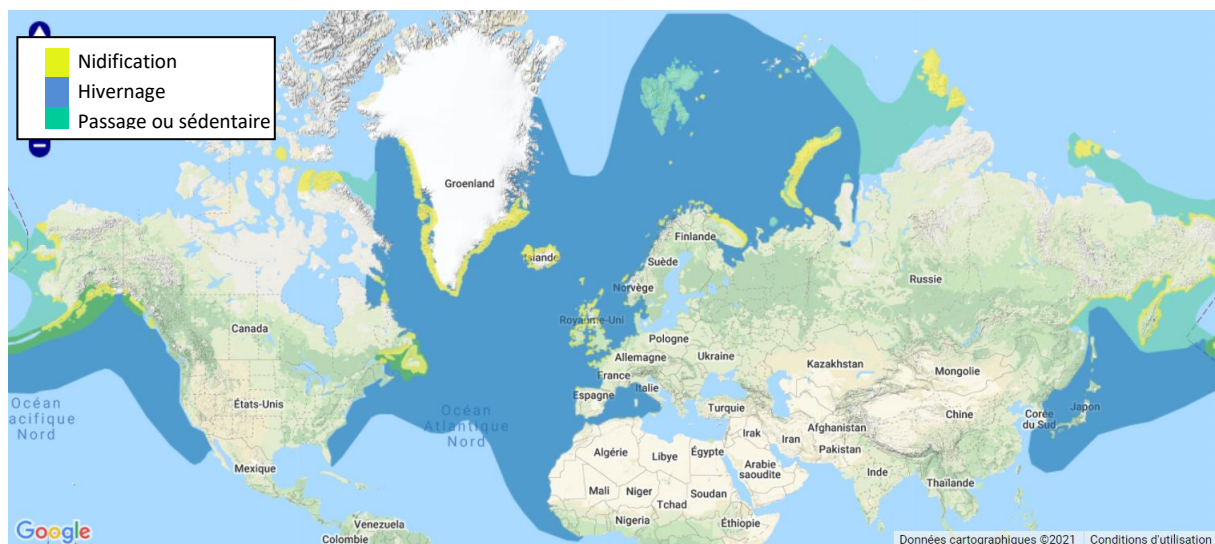 Nidification
Hivernage
Passage ou sédentaire
Groenland
Islande
Finlande
Suède
Norvège
Russie
Royaume-Uni
Canada
Pologne
Allemagne
Ukraine
France
Kazakhstan
Mongolie
Italie
Espagne
États-Unis
Océan
Pacifique
Nord
Océan
Atlantique
Nord
Turquie
Chine
Corée
du Sud
Japon
Afghanistan
Irak
Iran
Pakistan
Algérie
Libye
Égypte
Arabie
saoudite
Inde
Mexique
Mali
Niger
Tchad
Soudan
Thaïlande
Nigeria
Éthiopie
Venezuela
Colombie
Google
Données cartographiques ©2021
Conditions d'utilisation